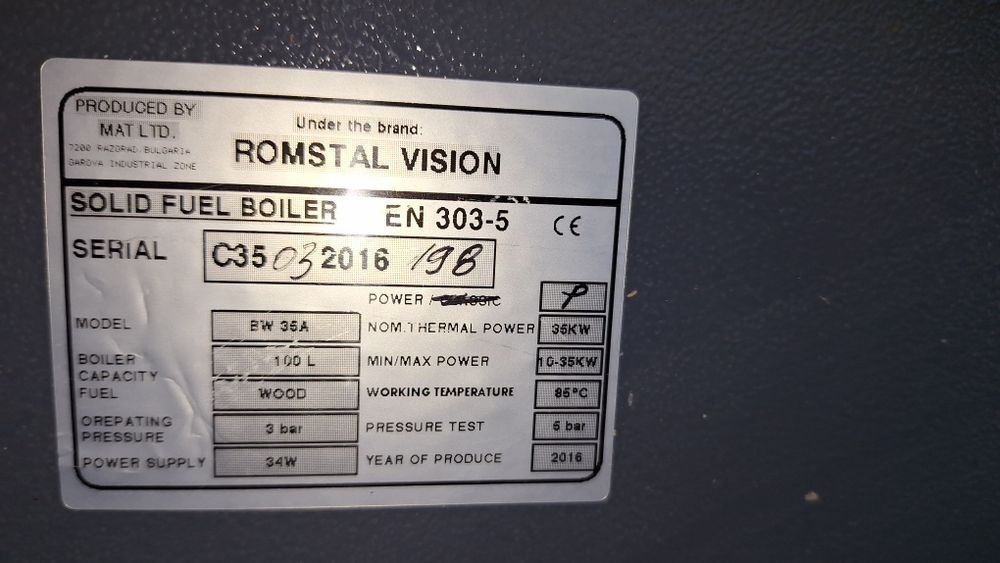 PRODUCED BY
MAT LTD.
7200 RAZGRAD/BULGARIA
GAROVA INDUSTRIAL ZONE
Under the brand:
ROMSTAL VISION
SOLID FUEL BOILER EN 303-5 CE
SERIAL C35 03 2016 198
POWER / P
MODEL BW 35A NOM.THERMAL POWER 35KW
BOILER CAPACITY 100 L MIN/MAX POWER 10-35KW
FUEL WOOD WORKING TEMPERATURE 85°C
OREPATING PRESSURE 3 bar PRESSURE TEST bar
POWER SUPPLY 34W YEAR OF PRODUCE 2016